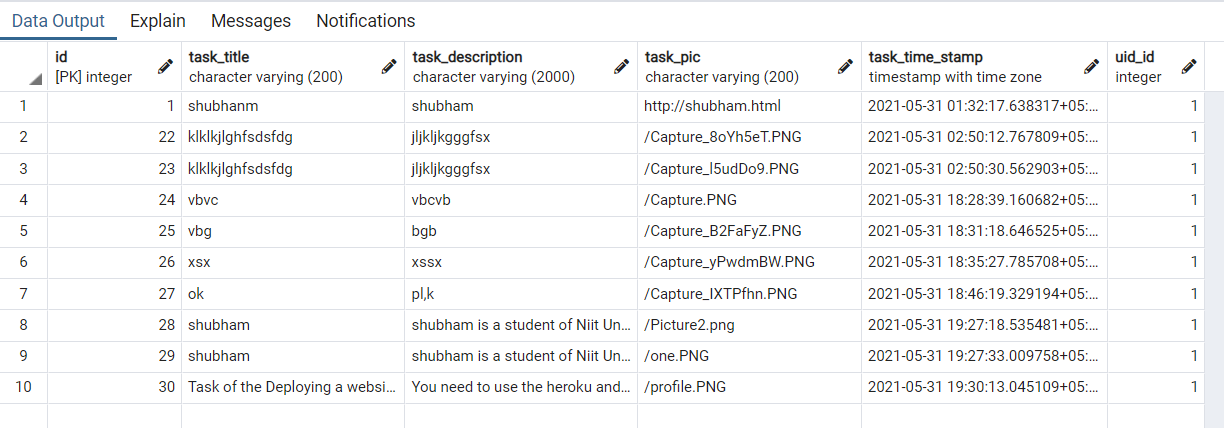 Data Output Explain Messages Notifications
id task_title task_description task_pic task_time_stamp uid_id
[PK] integer character varying (200) character varying (2000) character varying (200) timestamp with time zone integer
1 1 shubhanm shubham http://shubham.html 2021-05-31 01:32:17.638317+05:... 1
2 22 klklkjlghfsdsfdg jljkljkgggfsx /Capture_8oYh5eT.PNG 2021-05-31 02:50:12.767809+05:... 1
3 23 klklkjlghfsdsfdg jljkljkgggfsx /Capture_l5udDo9.PNG 2021-05-31 02:50:30.562903+05:... 1
4 24 vbvc vbcvb /Capture.PNG 2021-05-31 18:28:39.160682+05:... 1
5 25 vbg bgb /Capture_B2FaFyZ.PNG 2021-05-31 18:31:18.646525+05:... 1
6 26 xsx xssx /Capture_yPwdmBW.PNG 2021-05-31 18:35:27.785708+05:... 1
7 27 ok pl,k /Capture_IXTPfhn.PNG 2021-05-31 18:46:19.329194+05:... 1
8 28 shubham shubham is a student of Niit Un... /Picture2.png 2021-05-31 19:27:18.535481+05:... 1
9 29 shubham shubham is a student of Niit Un... /one.PNG 2021-05-31 19:27:33.009758+05:... 1
10 30 Task of the Deploying a websi... You need to use the heroku and... /profile.PNG 2021-05-31 19:30:13.045109+05:... 1